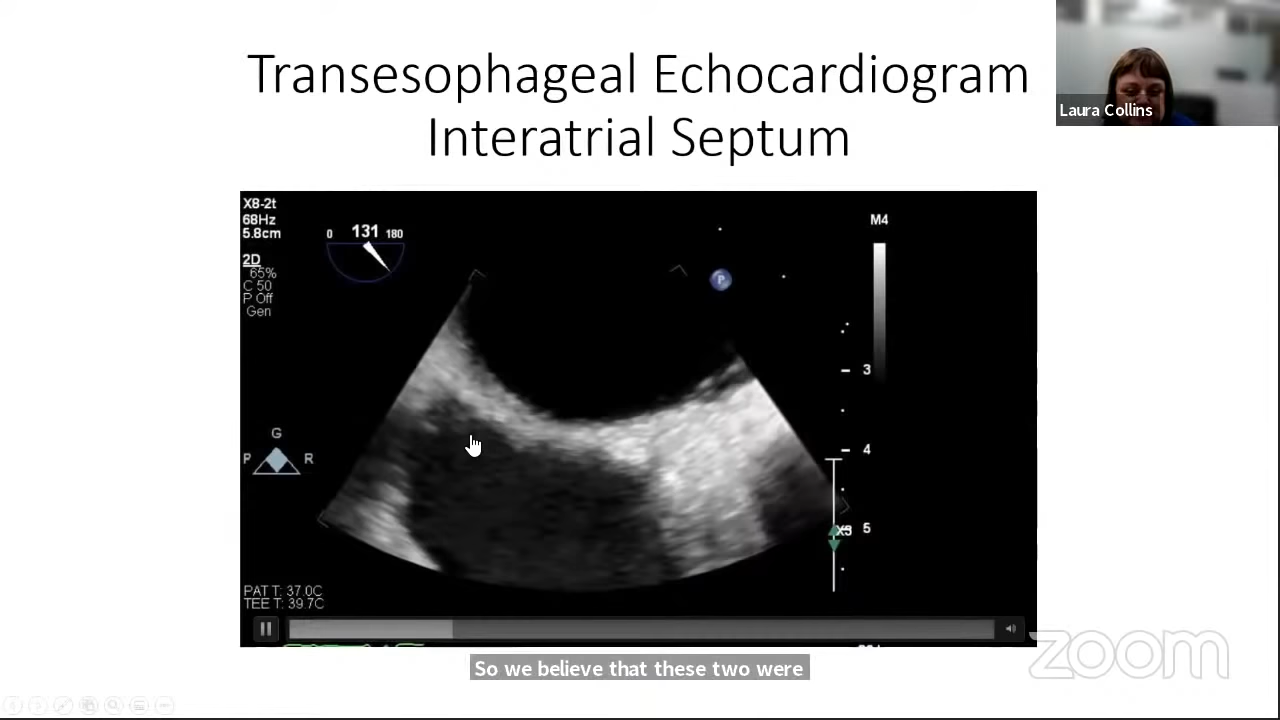 Transesophageal Echocardiogram
Interatrial Septum
Laura Collins
X8-2t
68Hz
5.8cm
0 131 180
M4
2D
65%
C 50
P Off
Gen
P
3
G
P R
4
X3 5
PAT T: 37.0C
TEE T: 39.7C
So we believe that these two were
zoom